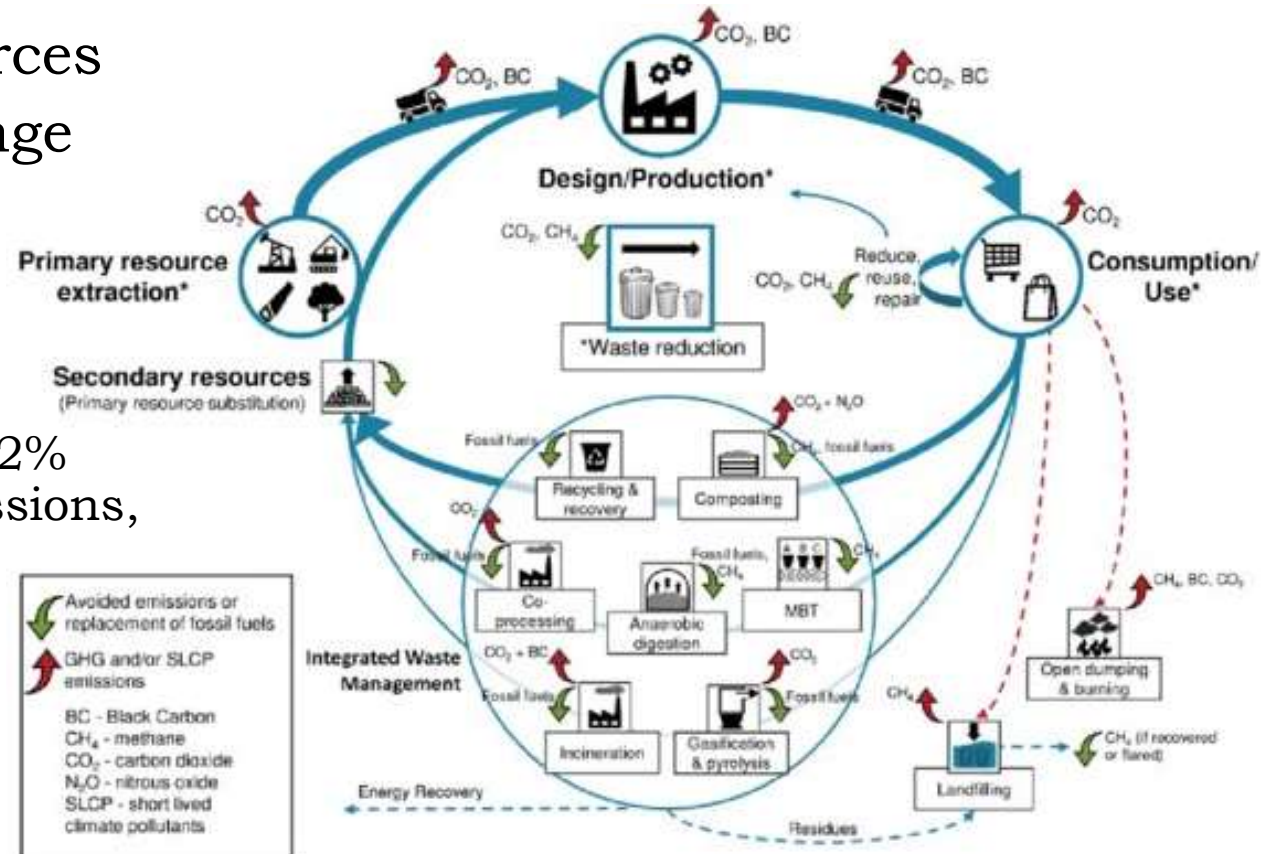 rces
nge
2%
ssions,
CO₂, BC
CO₂, BC
CO₂, BC
Design/Production*
CO₂
Primary resource
extraction*
CO₂, CH₄
*Waste reduction
Reduce,
reuse,
repair
CO₂, CH₄
CO₂
Consumption/
Use*
Secondary resources
(Primary resource substitution)
Fossil fuels
Recycling &
recovery
CO₂ + N₂O
CH₄, fossil fuels
Composting
CO₂
Fossil fuels
Co-
processing
Fossil fuels,
CH₄
Anaerobic
digestion
A B C
CH₄
MBT
Integrated Waste
Management
CO₂ + BC
Fossil fuels
Incineration
CO₂
Fossil fuels
Gasification
& pyrolysis
CH₄, BC, CO₂
Open dumping
& burning
CH₄
Landfilling
CH₄ (if recovered
or flared)
Energy Recovery
Residues
Avoided emissions or
replacement of fossil fuels
GHG and/or SLCP
emissions
BC - Black Carbon
CH₄ - methane
CO₂ - carbon dioxide
N₂O - nitrous oxide
SLCP - short lived
climate pollutants